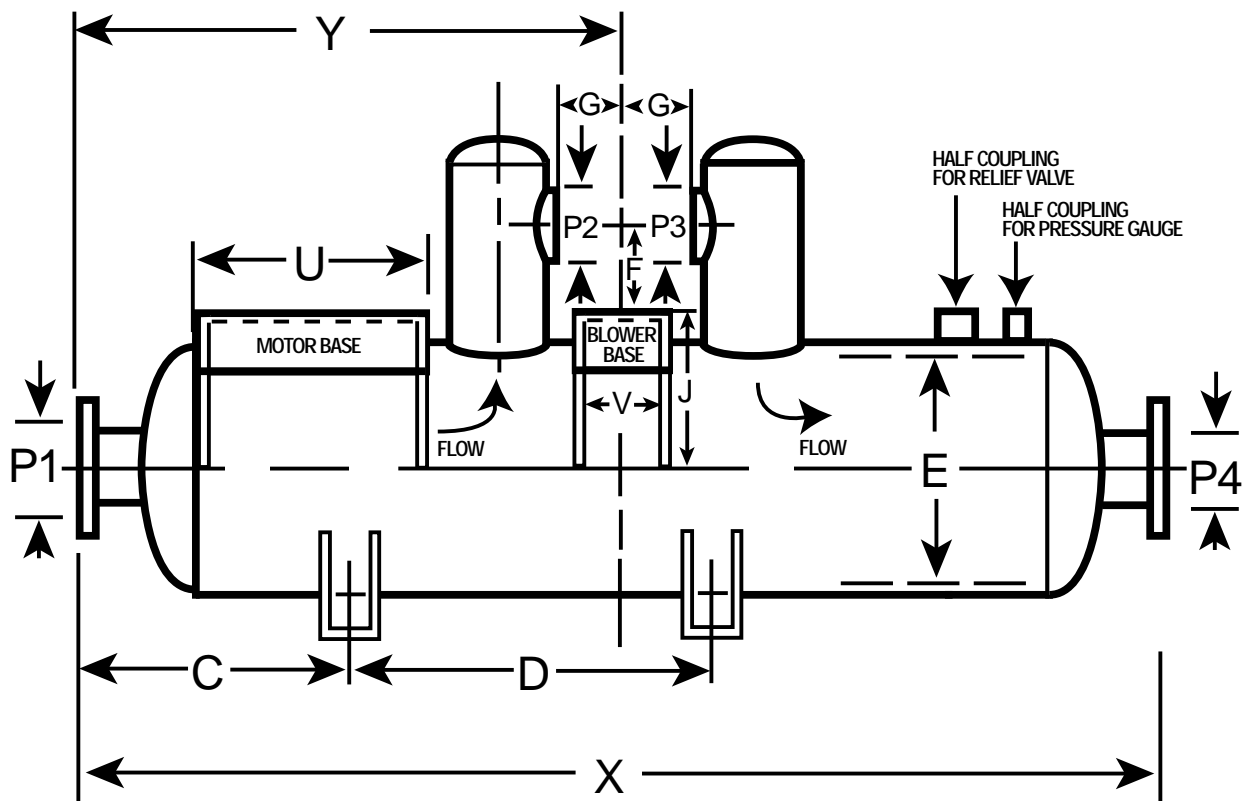 Y
G
G
HALF COUPLING
FOR RELIEF VALVE
HALF COUPLING
FOR PRESSURE GAUGE
P2
P3
F
U
MOTOR BASE
BLOWER
BASE
V
J
FLOW
FLOW
P1
E
P4
C
D
X